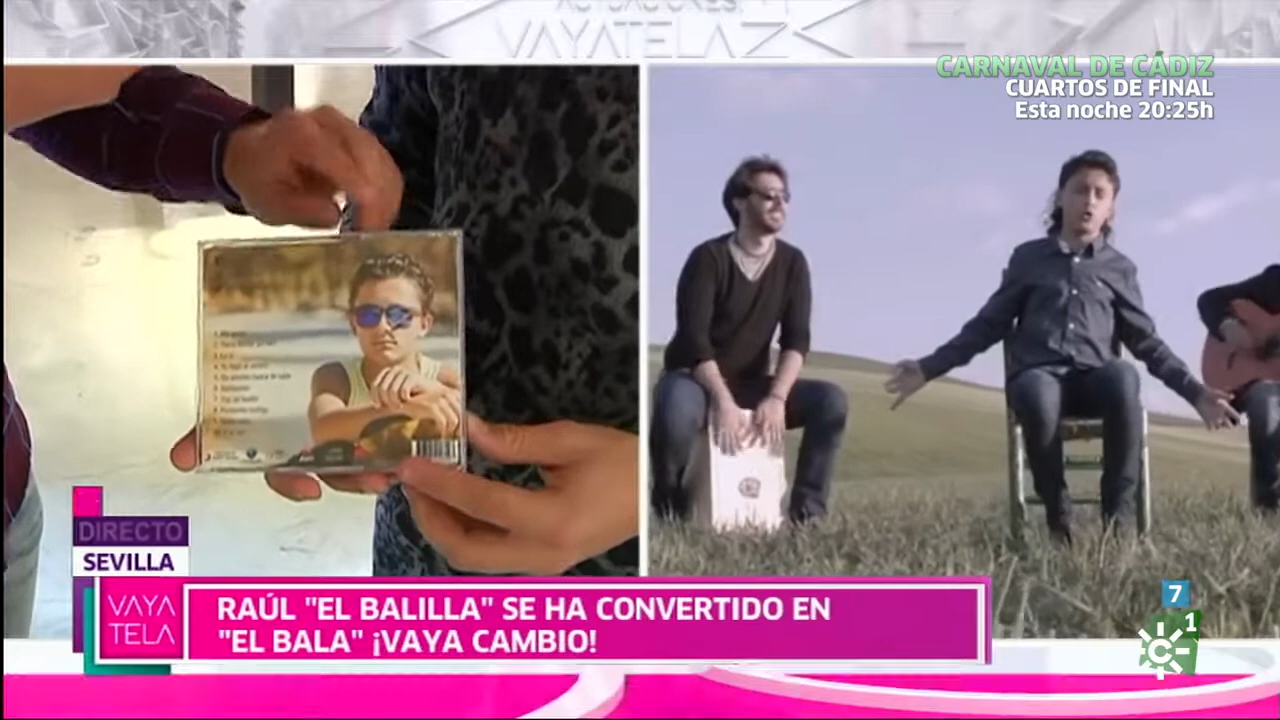 VAYATELA
CARNAVAL DE CÁDIZ
CUARTOS DE FINAL
Esta noche 20:25h
DIRECTO
SEVILLA
VAYA
TELA
RAÚL "EL BALILLA" SE HA CONVERTIDO EN
"EL BALA" ¡VAYA CAMBIO!
7
1